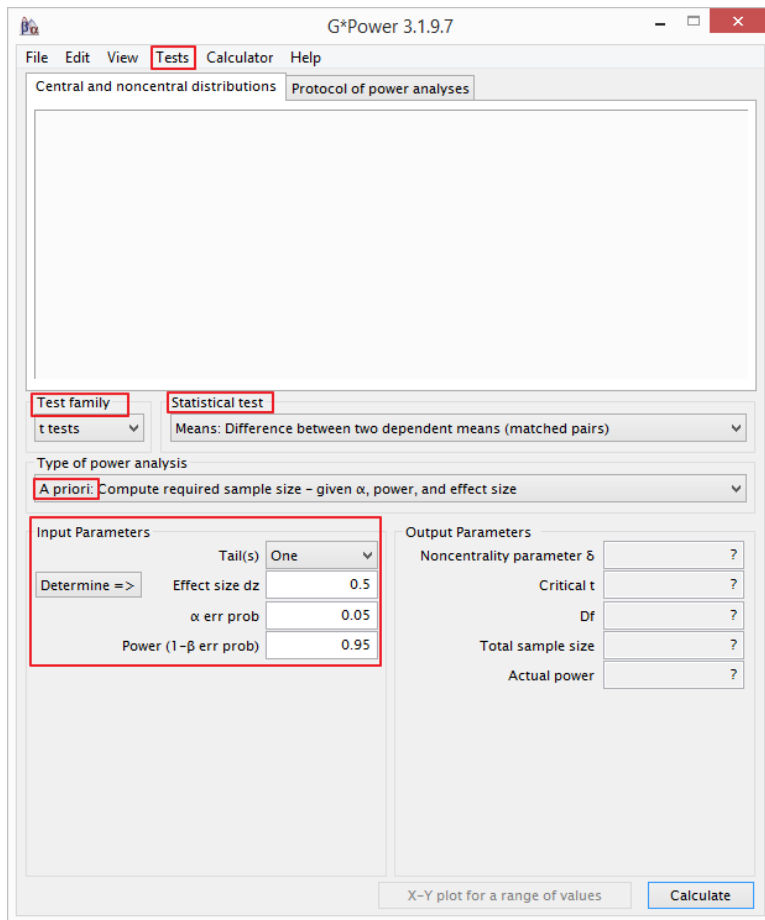 βα
G*Power 3.1.9.7
File Edit View Tests Calculator Help
Central and noncentral distributions Protocol of power analyses
Test family
Statistical test
t tests
Means: Difference between two dependent means (matched pairs)
Type of power analysis
A priori: Compute required sample size – given α, power, and effect size
Input Parameters
Tail(s) One
Determine => Effect size dz 0.5
α err prob 0.05
Power (1-β err prob) 0.95
Output Parameters
Noncentrality parameter δ ?
Critical t ?
Df ?
Total sample size ?
Actual power ?
X-Y plot for a range of values
Calculate